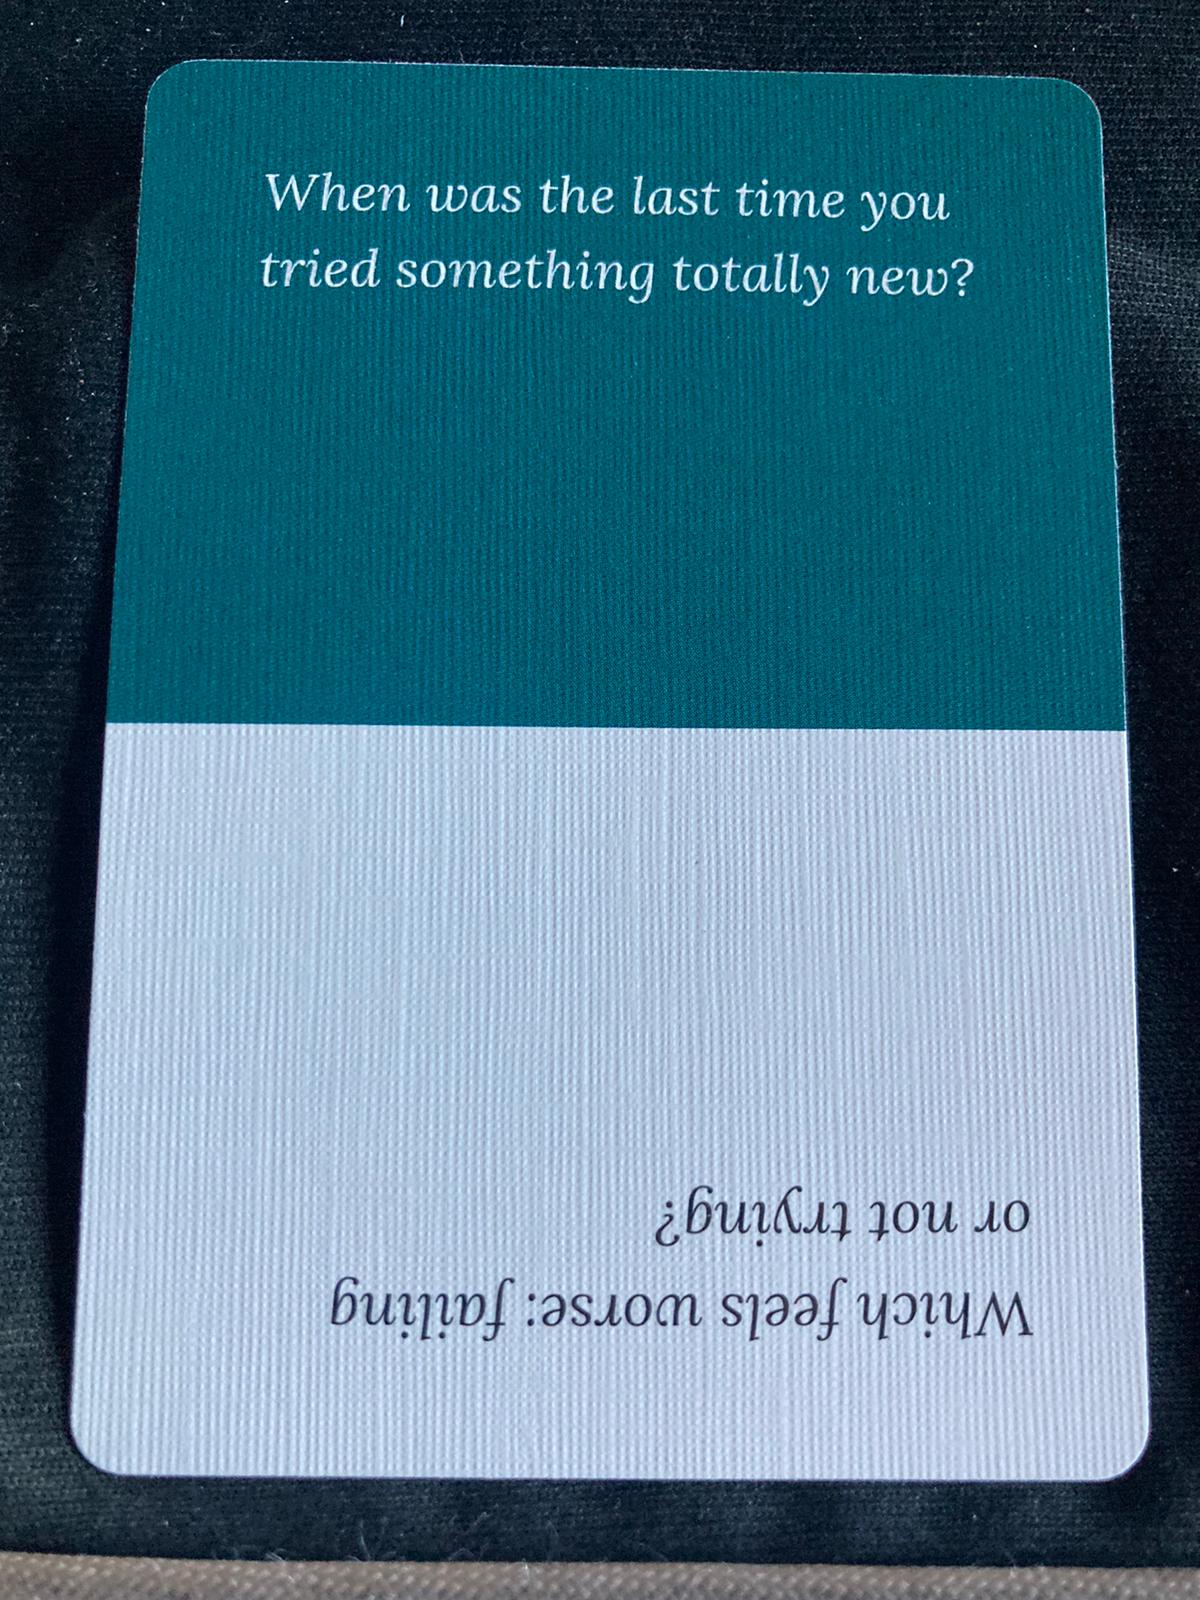 When was the last time you
tried something totally new?
Which feels worse: failing
or not trying?